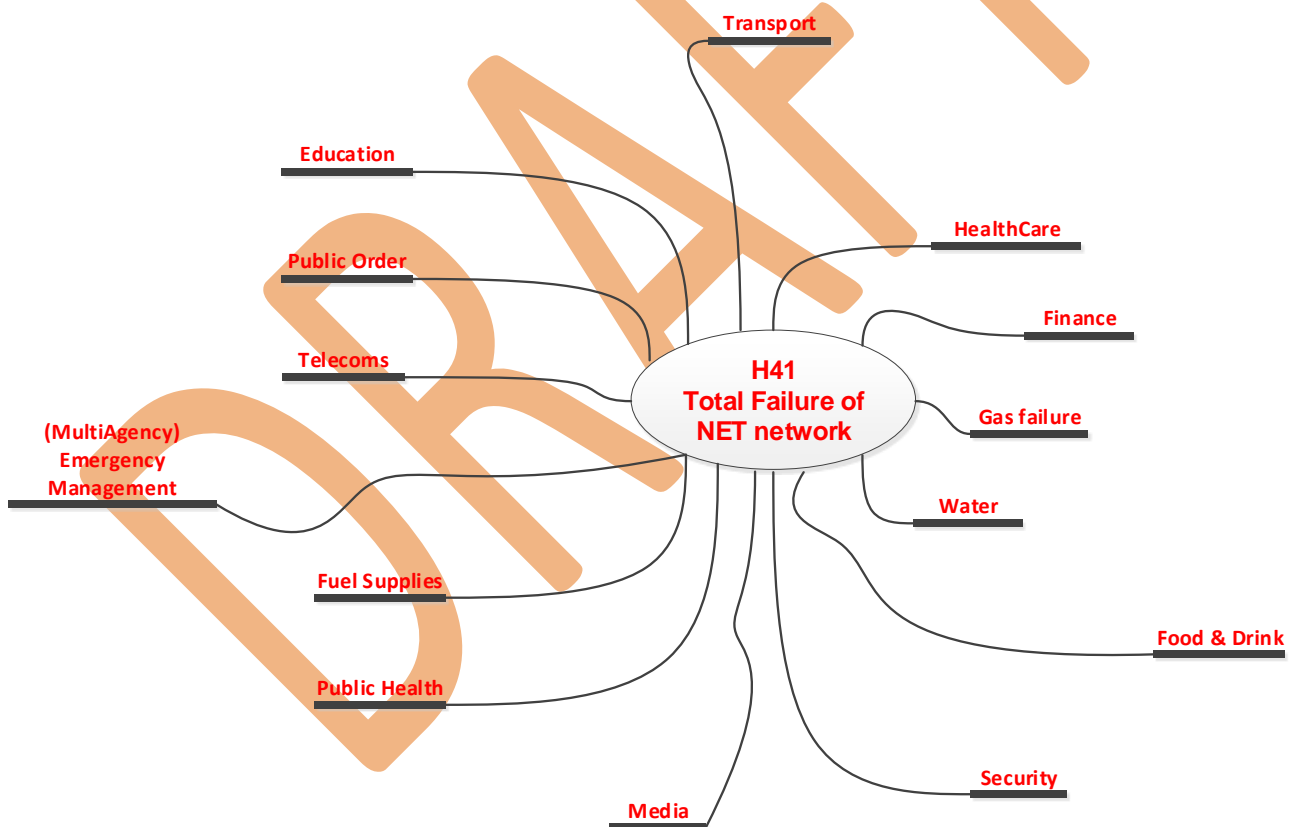 Transport
Education
HealthCare
Public Order
Finance
Telecoms
H41
Total Failure of
NET network
Gas failure
(MultiAgency)
Emergency
Management
Water
Fuel Supplies
Food & Drink
Public Health
Security
Media
DRAFT